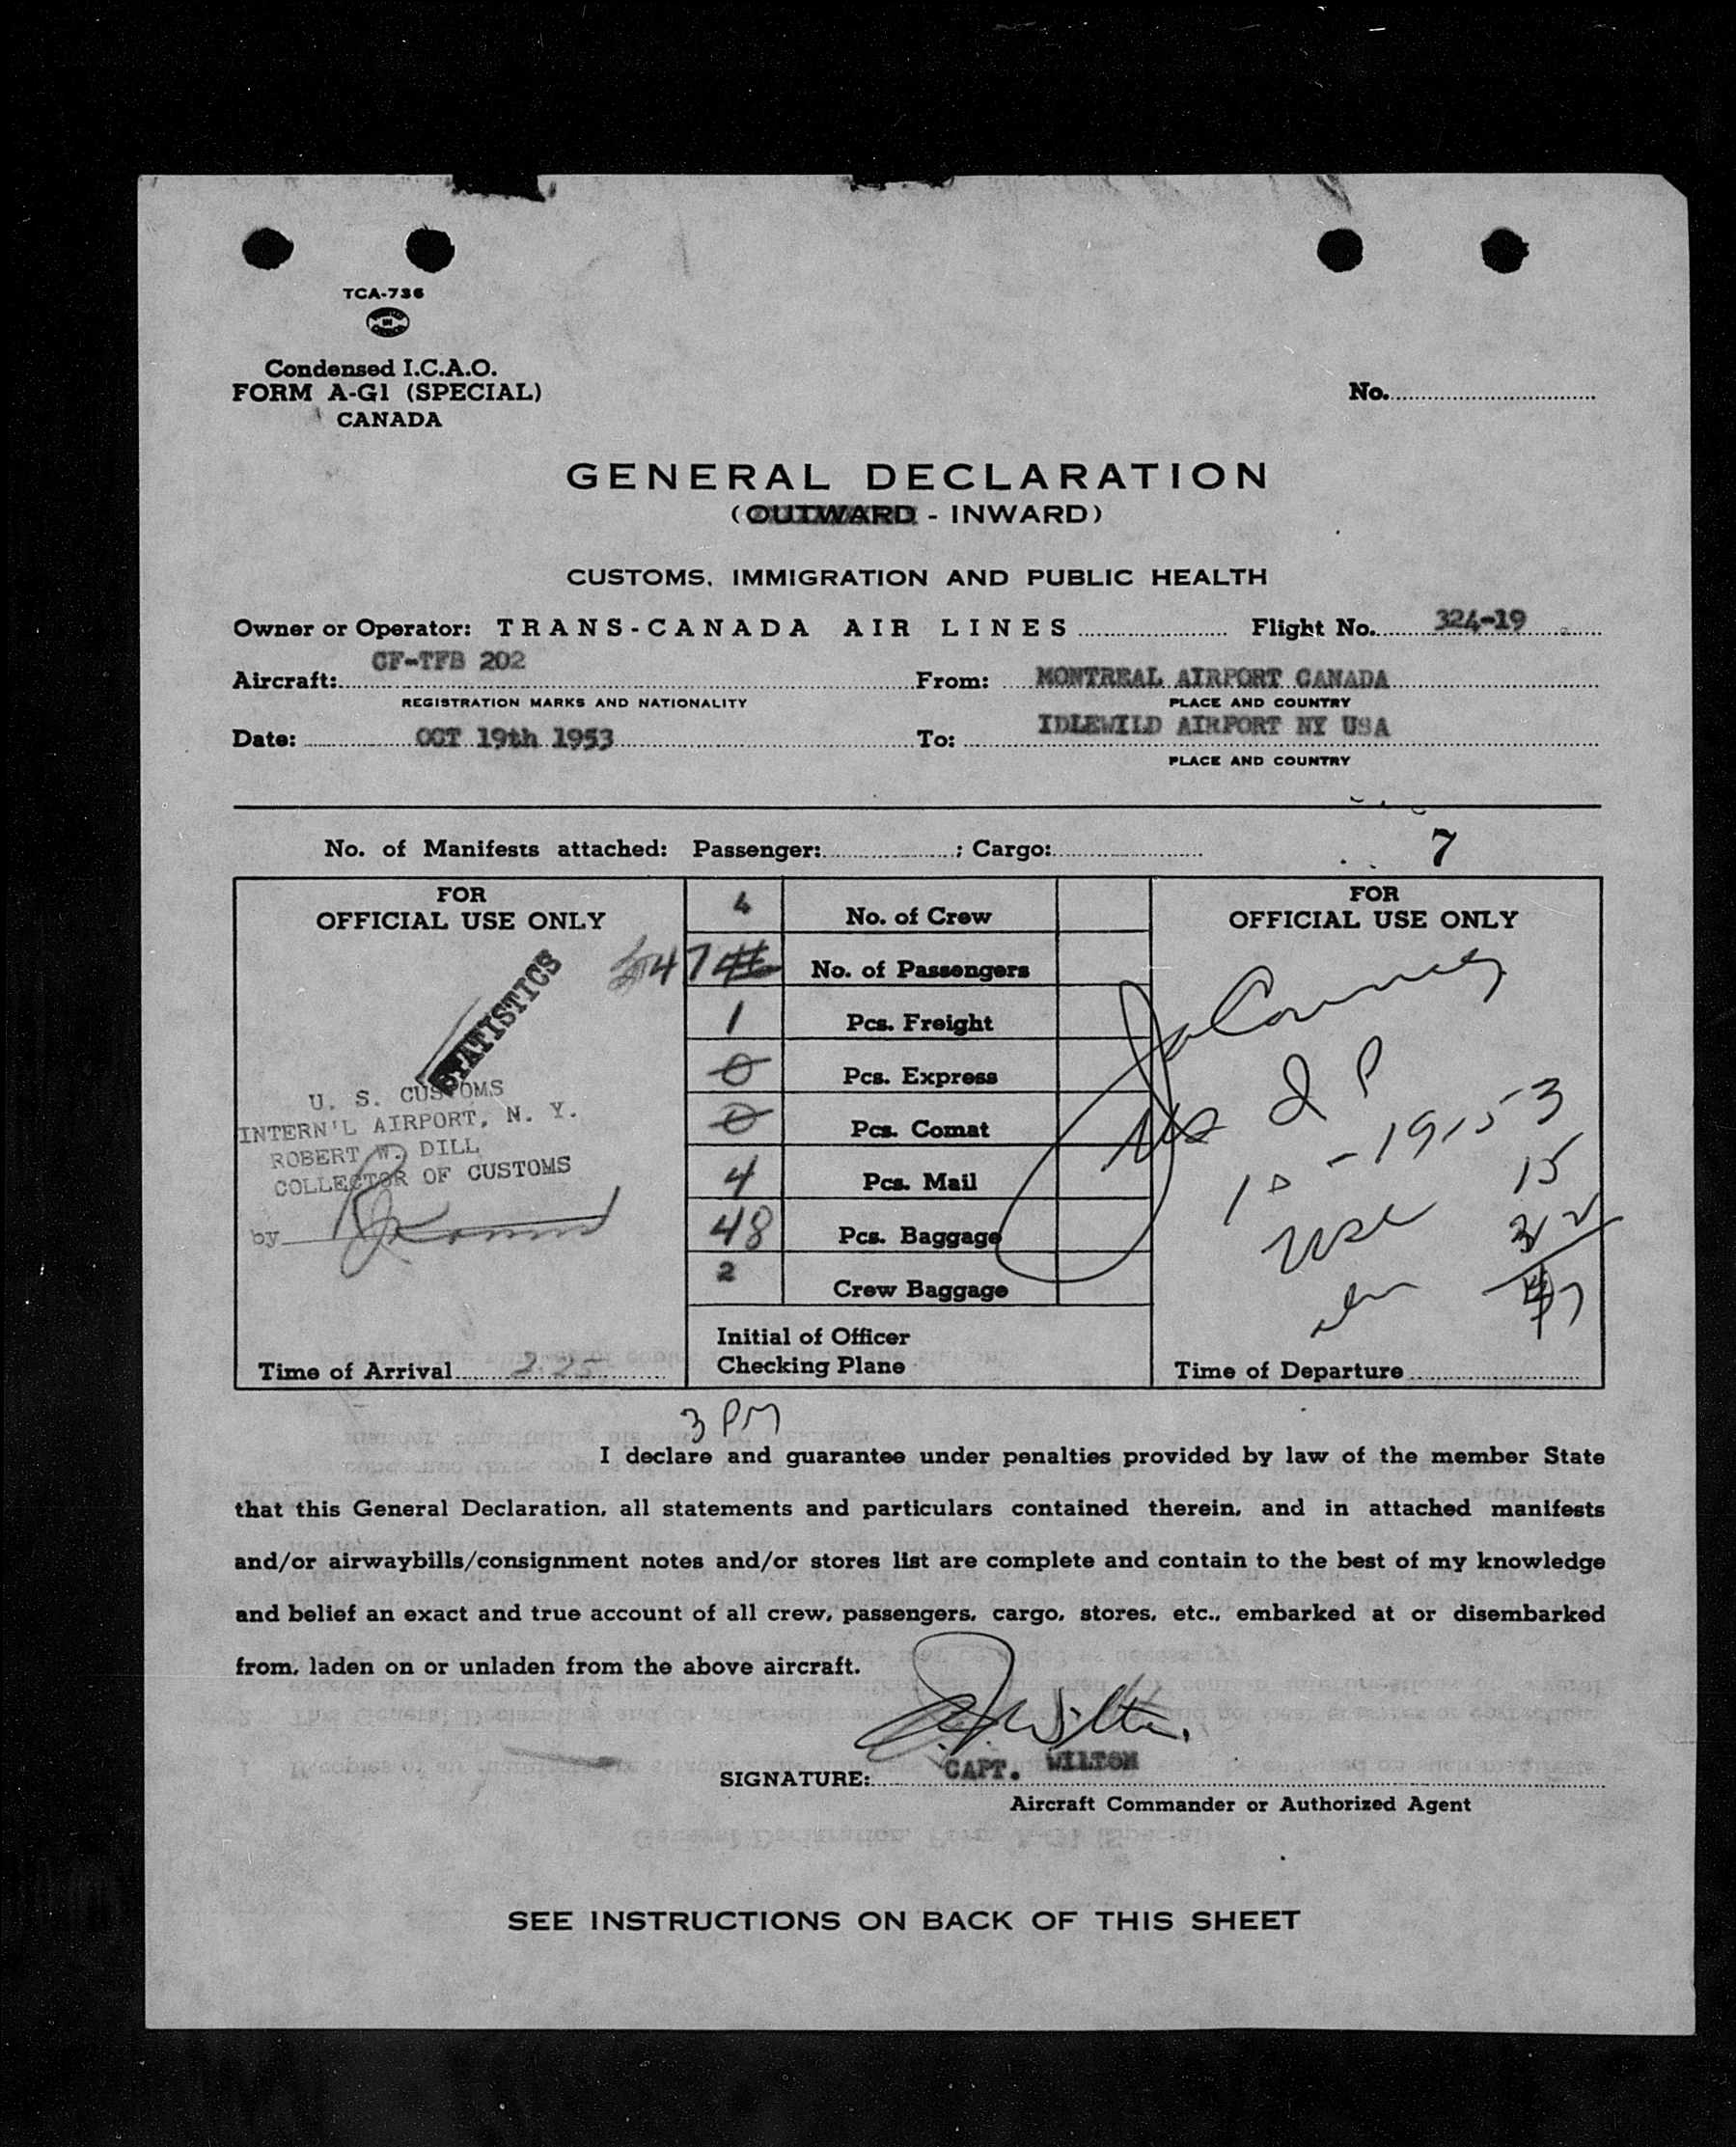 TCA-736
Condensed I.C.A.O.
FORM A-G1 (SPECIAL)
CANADA
No.
GENERAL DECLARATION
(OUTWARD - INWARD)
CUSTOMS, IMMIGRATION AND PUBLIC HEALTH
Owner or Operator: TRANS-CANADA AIR LINES Flight No. 324-19
Aircraft: CF-TFB 202 From: MONTREAL AIRPORT CANADA
REGISTRATION MARKS AND NATIONALITY PLACE AND COUNTRY
Date: OCT 19th 1953 To: IDLEWILD AIRPORT NY USA
PLACE AND COUNTRY
No. of Manifests attached: Passenger: ; Cargo: 7
FOR
OFFICIAL USE ONLY
STATISTICS
U. S. CUSTOMS
INTERN'L AIRPORT, N. Y.
ROBERT W. DILL
COLLECTOR OF CUSTOMS
by
Time of Arrival 2 25
4 No. of Crew
47 No. of Passengers
1 Pcs. Freight
0 Pcs. Express
0 Pcs. Comat
4 Pcs. Mail
48 Pcs. Baggage
2 Crew Baggage
Initial of Officer
Checking Plane
FOR
OFFICIAL USE ONLY
10-19-53
15
32
47
Time of Departure
3 PM
I declare and guarantee under penalties provided by law of the member State
that this General Declaration, all statements and particulars contained therein, and in attached manifests
and/or airwaybills/consignment notes and/or stores list are complete and contain to the best of my knowledge
and belief an exact and true account of all crew, passengers, cargo, stores, etc., embarked at or disembarked
from, laden on or unladen from the above aircraft.
SIGNATURE: CAPT. WILTON
Aircraft Commander or Authorized Agent
SEE INSTRUCTIONS ON BACK OF THIS SHEET